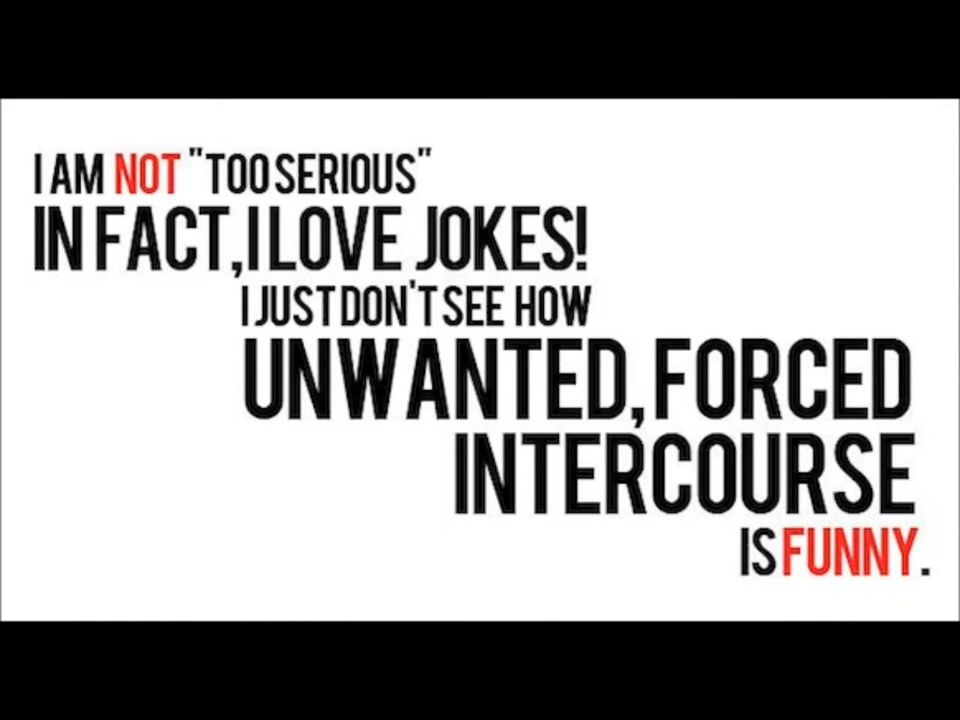 I AM NOT "TOO SERIOUS"
IN FACT, I LOVE JOKES!
I JUST DON'T SEE HOW
UNWANTED, FORCED
INTERCOURSE
IS FUNNY.